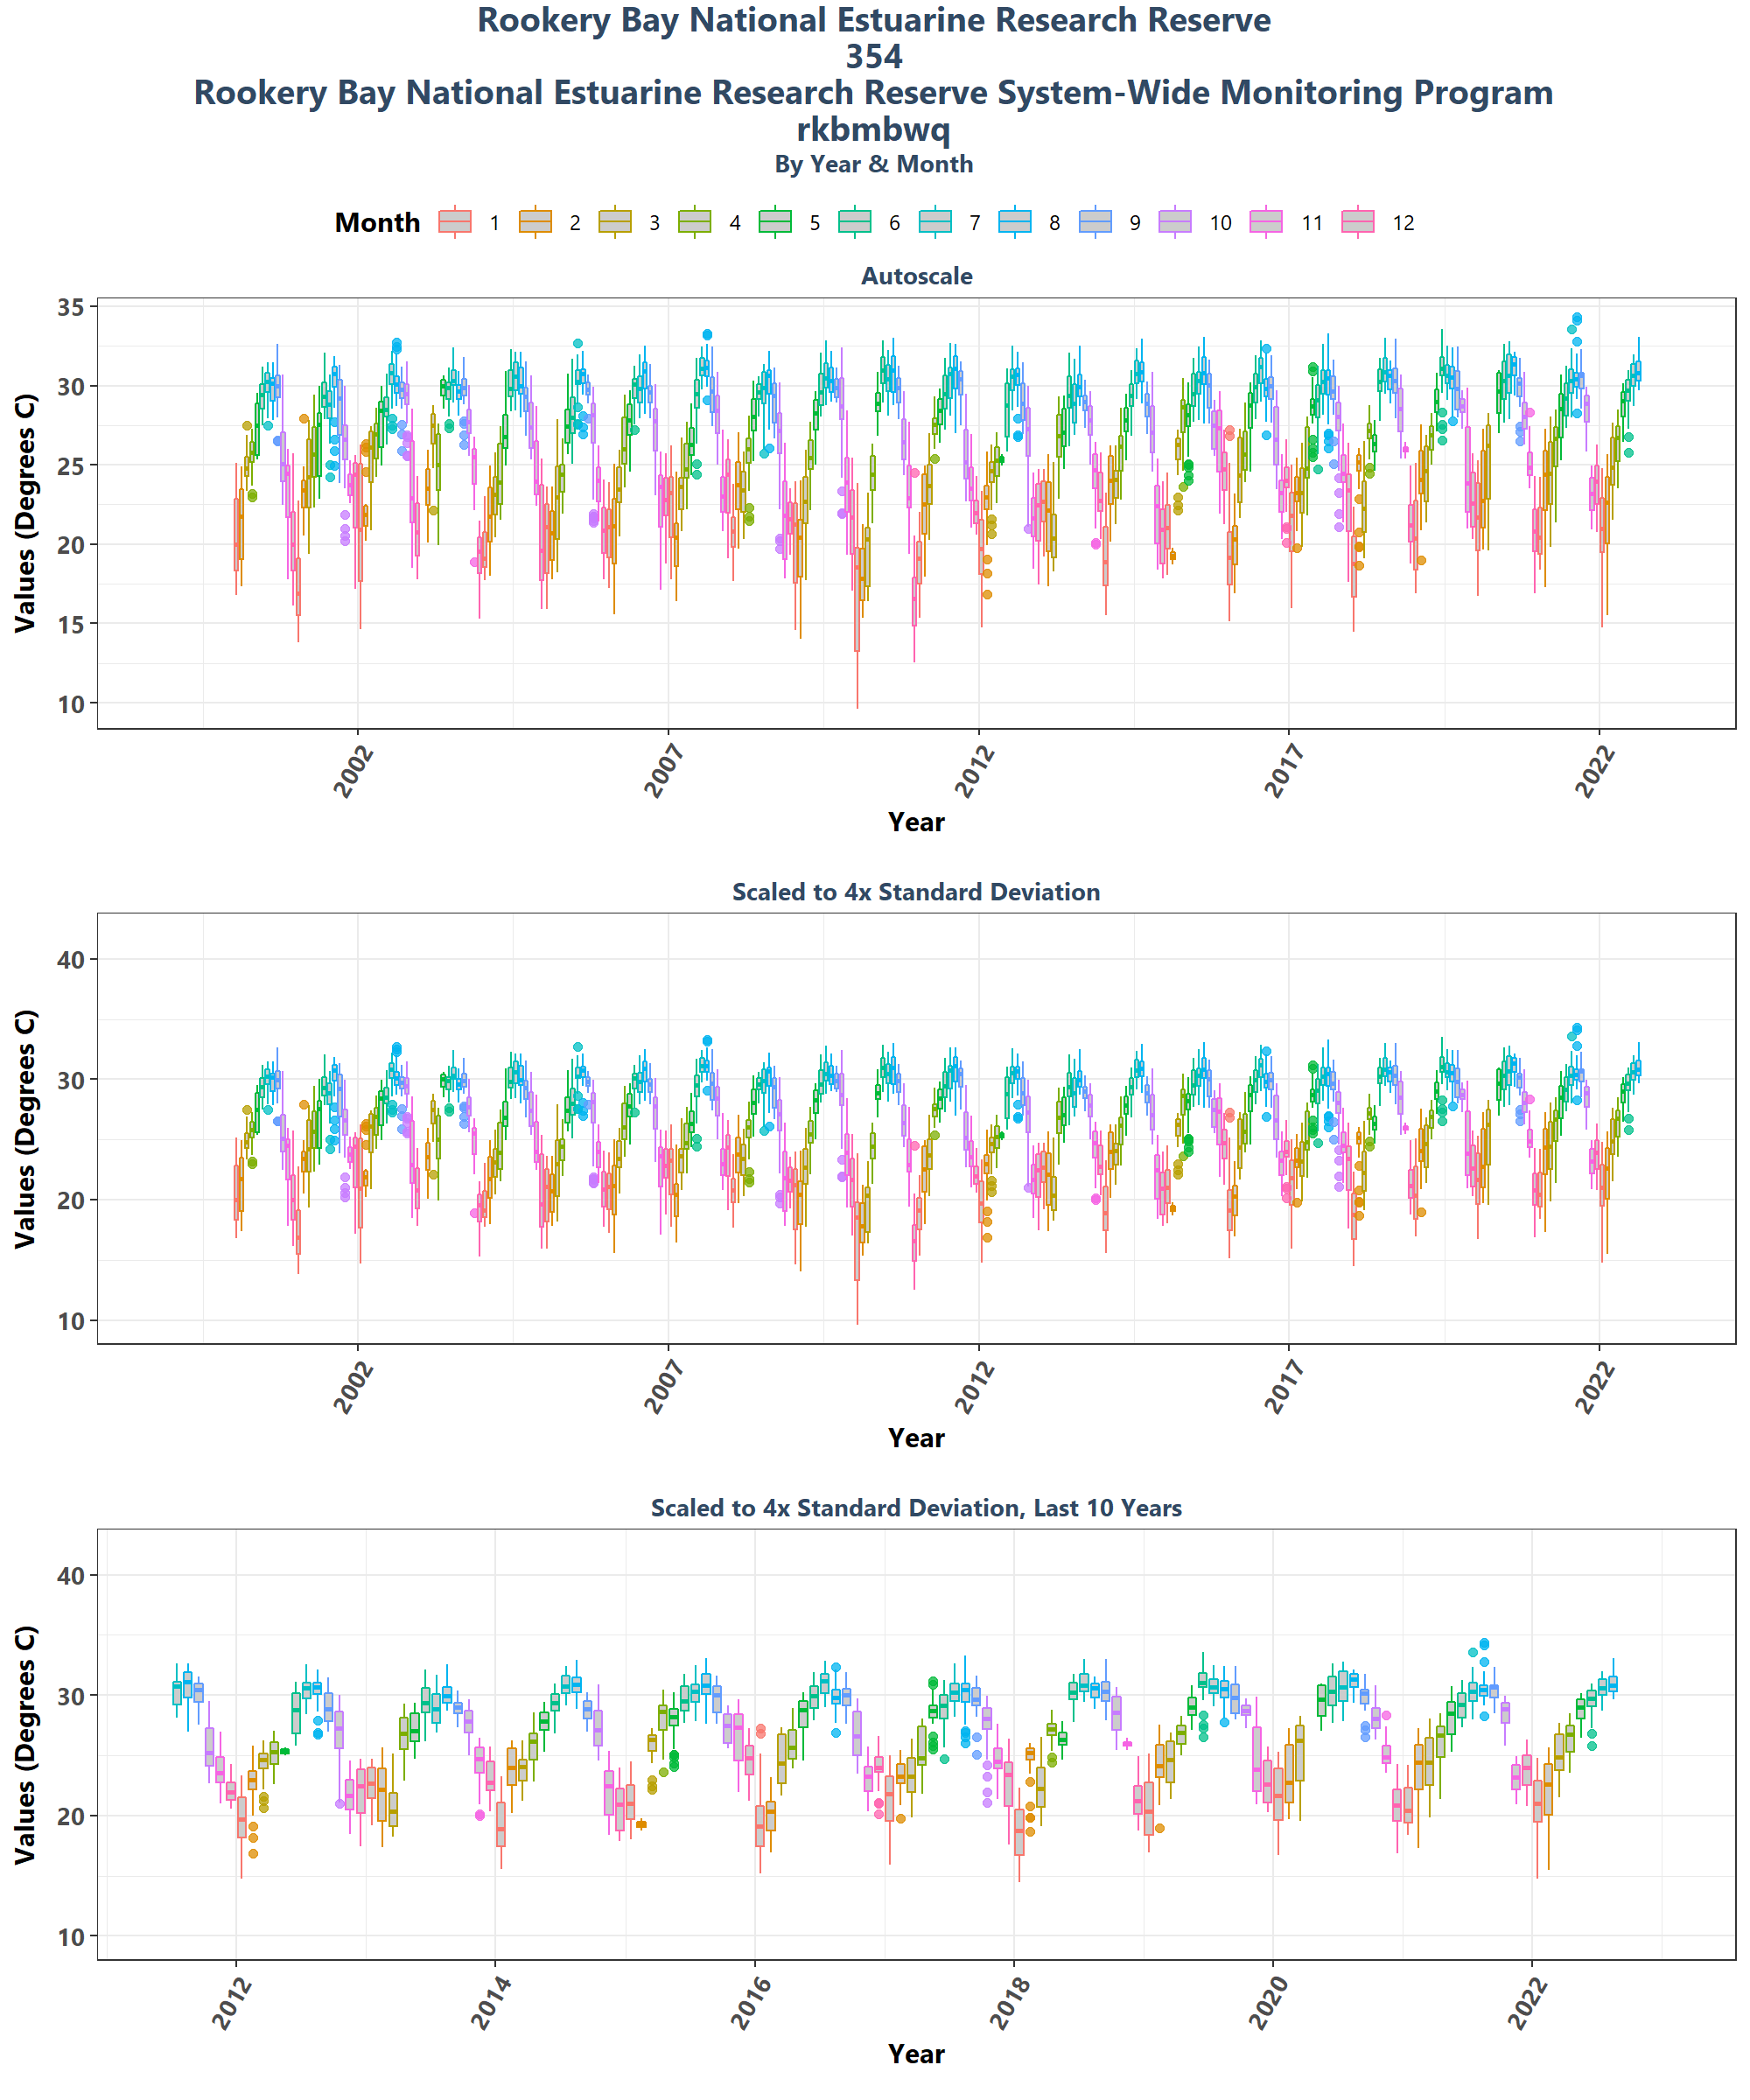 Rookery Bay National Estuarine Research Reserve
354
Rookery Bay National Estuarine Research Reserve System-Wide Monitoring Program
rkbmbwq
By Year & Month
Month 1 2 3 4 5 6 7 8 9 10 11 12
Autoscale
Values (Degrees C)
35
30
25
20
15
10
2002 2007 2012 2017 2022
Year
Scaled to 4x Standard Deviation
Values (Degrees C)
40
30
20
10
2002 2007 2012 2017 2022
Year
Scaled to 4x Standard Deviation, Last 10 Years
Values (Degrees C)
40
30
20
10
2012 2014 2016 2018 2020 2022
Year